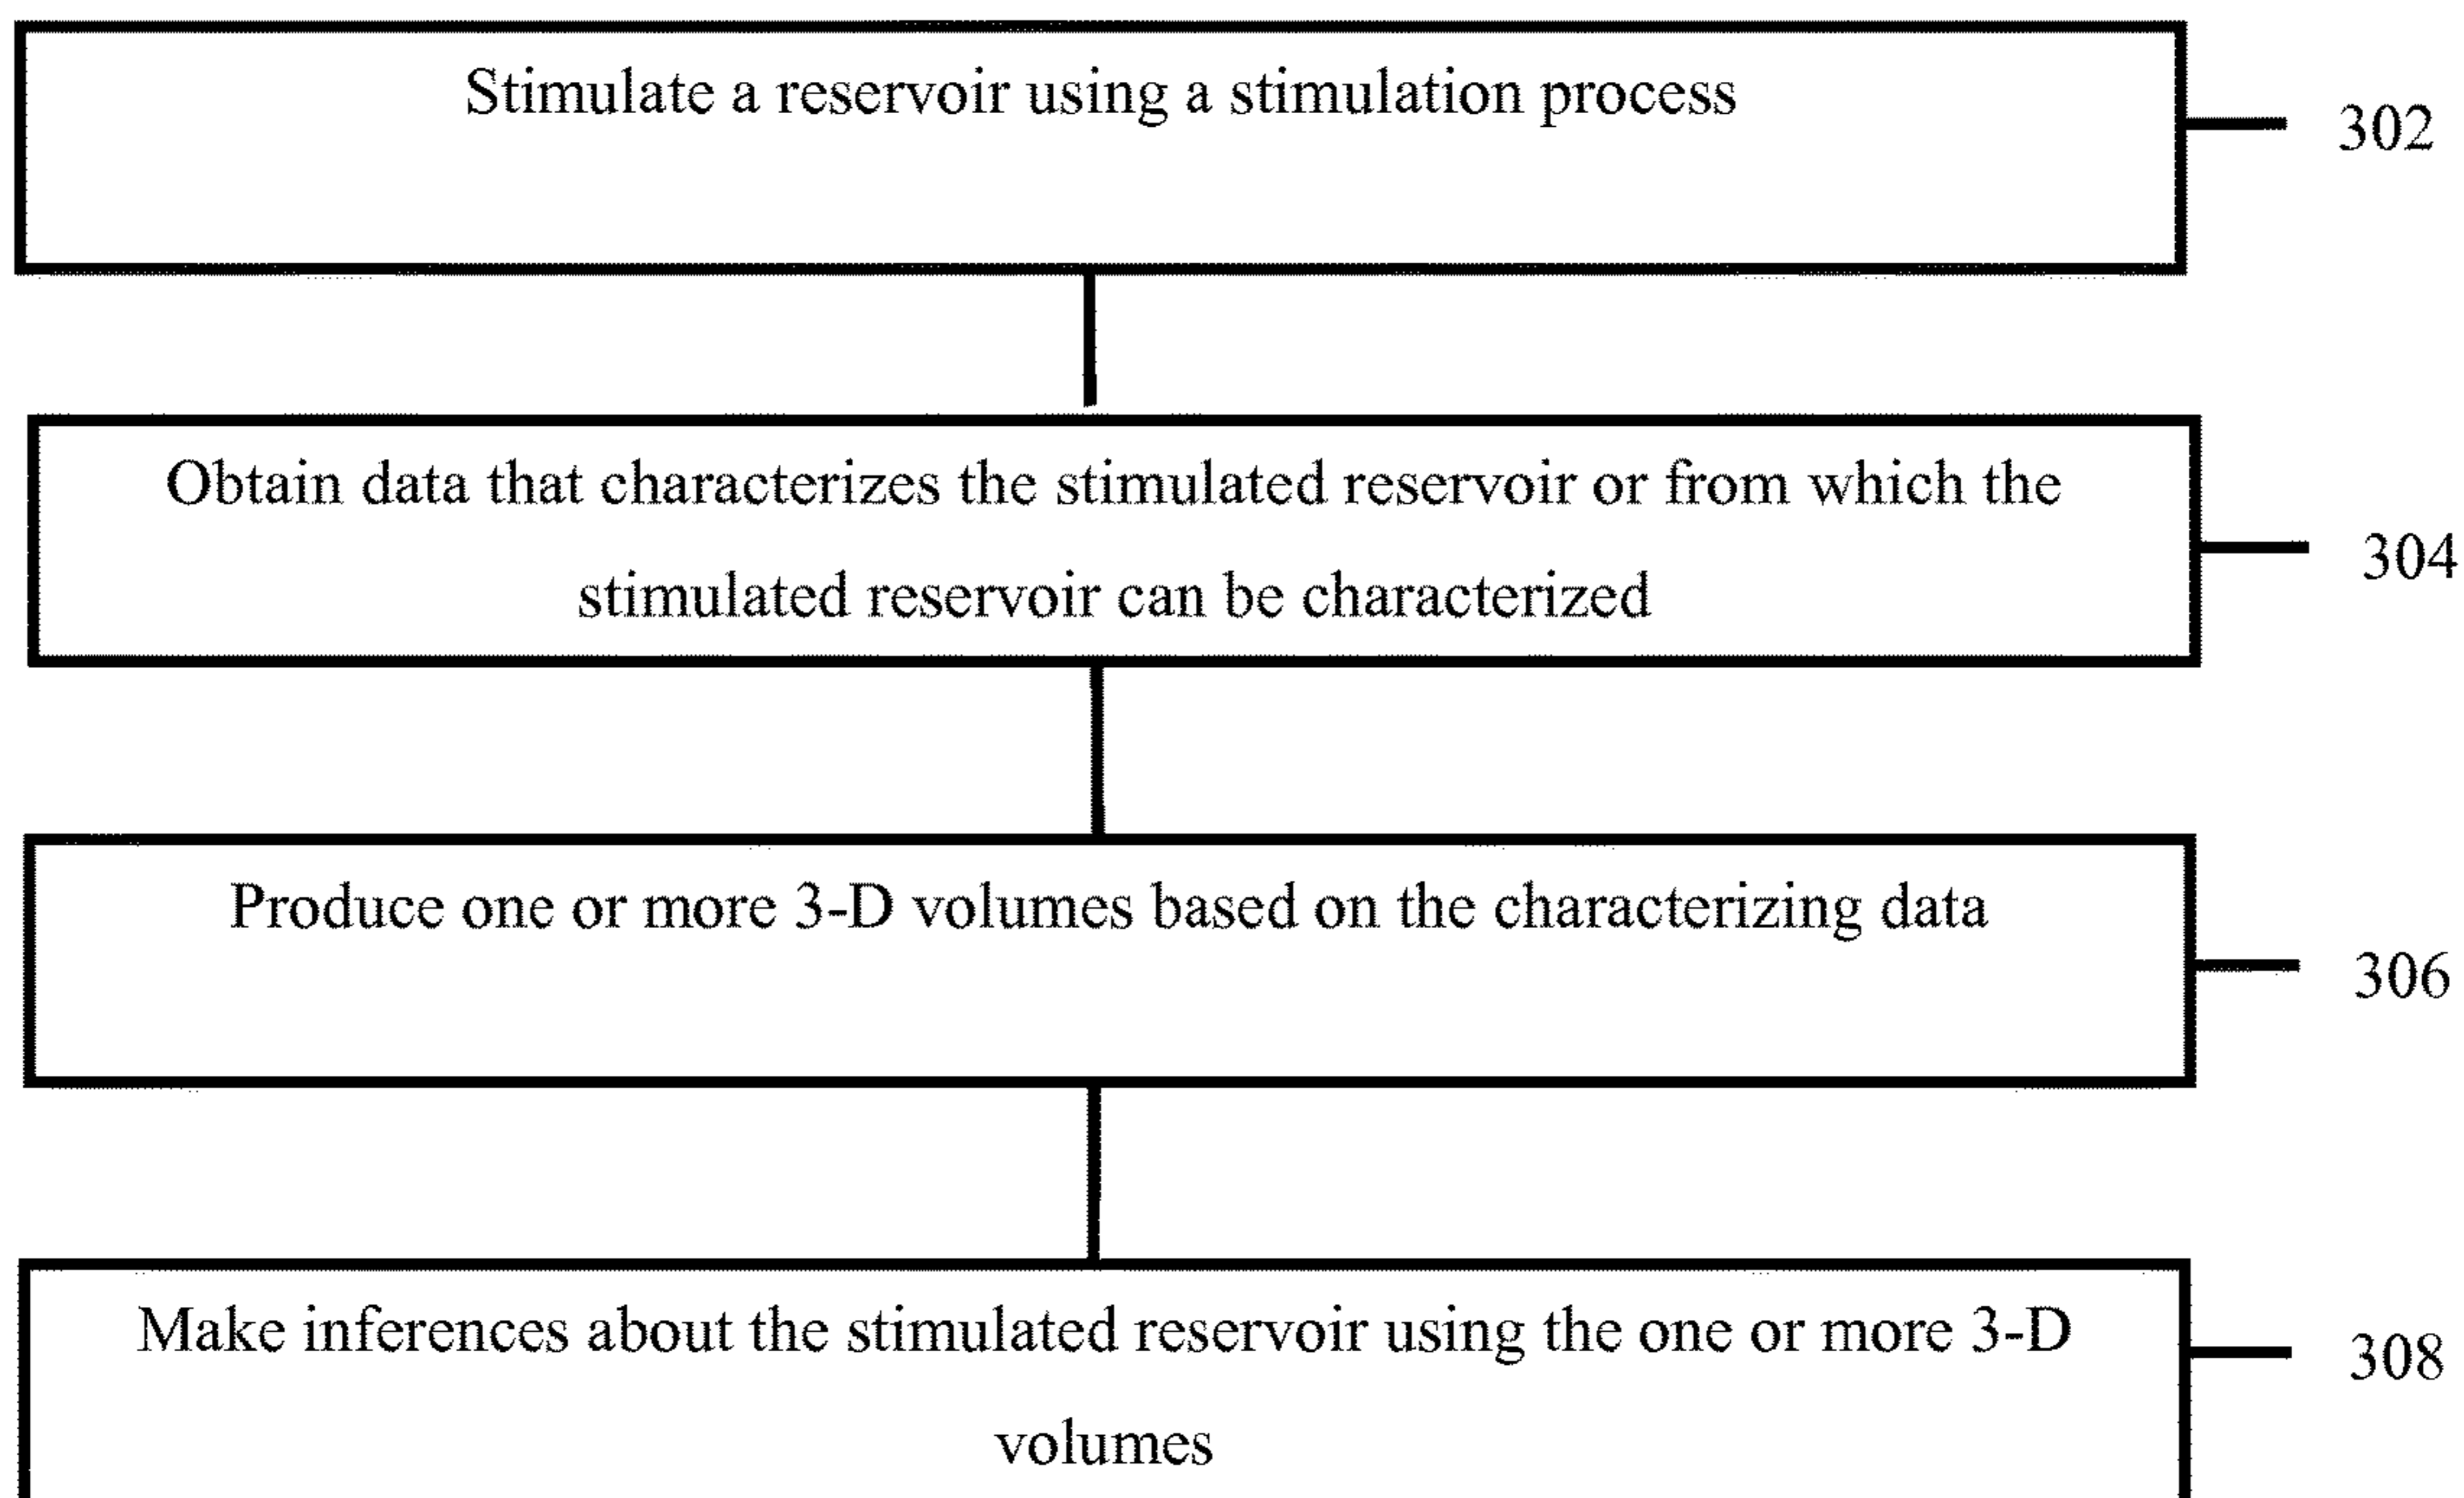 Stimulate a reservoir using a stimulation process
302
Obtain data that characterizes the stimulated reservoir or from which the
stimulated reservoir can be characterized
304
Produce one or more 3-D volumes based on the characterizing data
306
Make inferences about the stimulated reservoir using the one or more 3-D
volumes
308